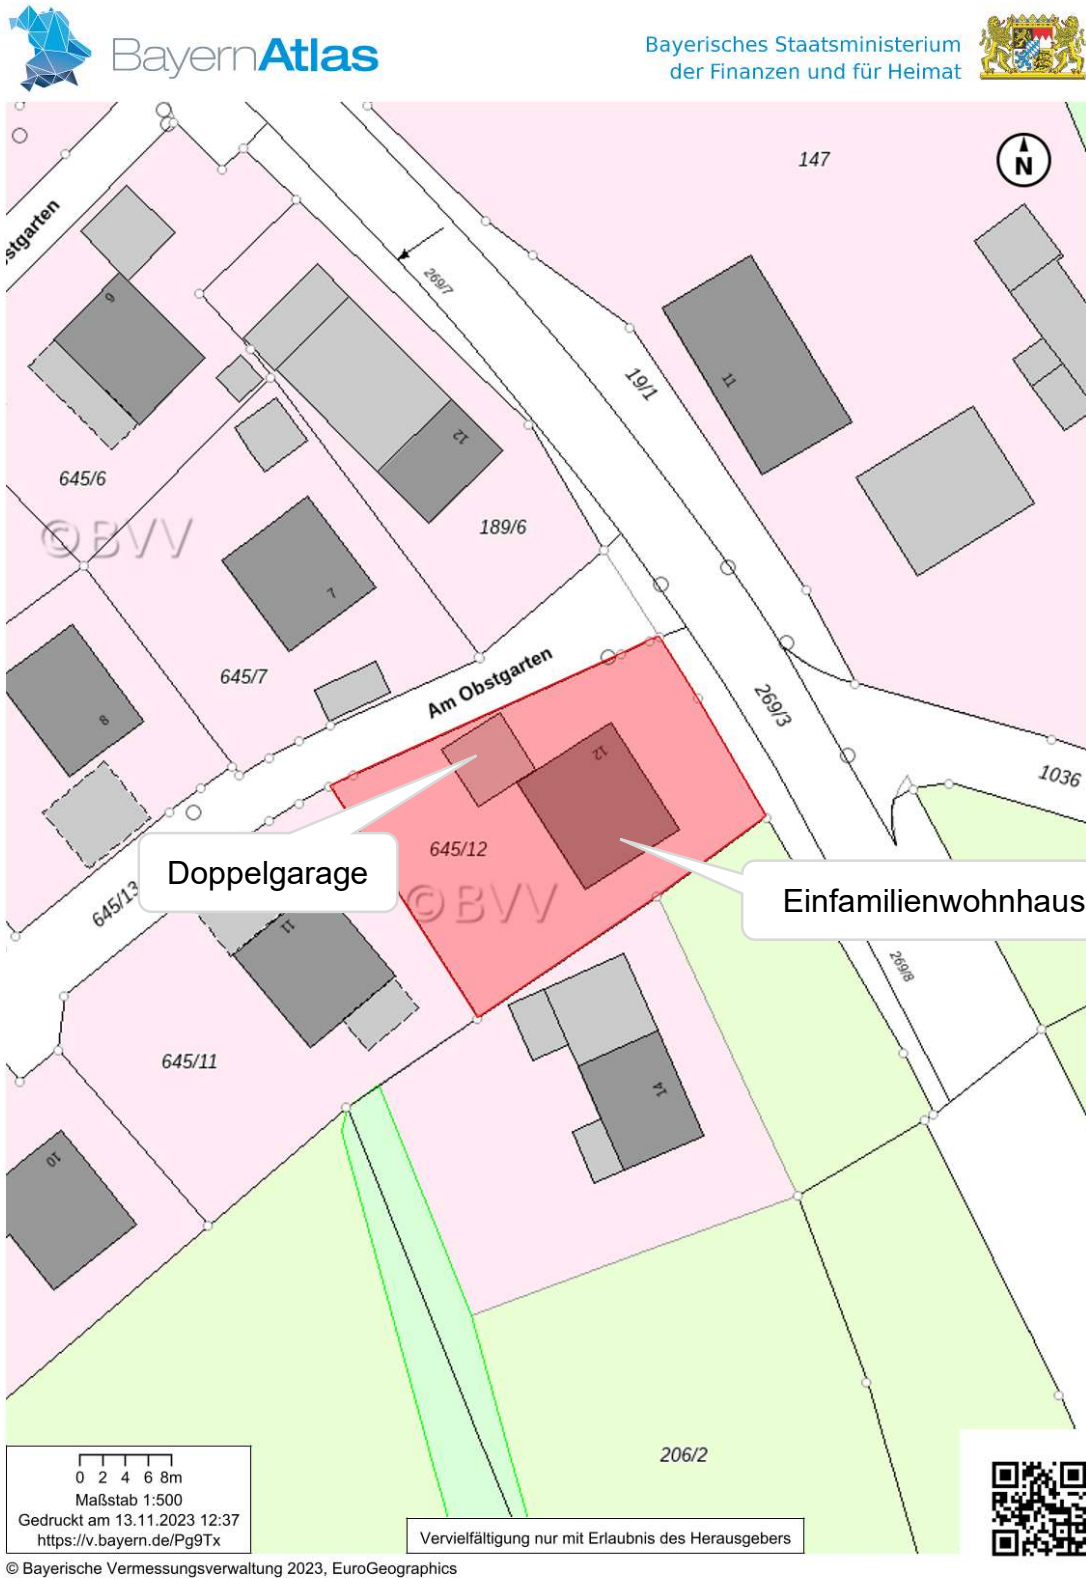 BayernAtlas
Bayerisches Staatsministerium
der Finanzen und für Heimat
147
N
stgarten
9
269/7
19/1
11
12
645/6
189/6
©BVV
7
645/7
Am Obstgarten
8
269/3
12
1036
645/12
Doppelgarage
Einfamilienwohnhaus
©BVV
645/13
11
269/8
645/11
14
10
206/2
0 2 4 6 8m
Maßstab 1:500
Gedruckt am 13.11.2023 12:37
https://v.bayern.de/Pg9Tx
Vervielfältigung nur mit Erlaubnis des Herausgebers
© Bayerische Vermessungsverwaltung 2023, EuroGeographics